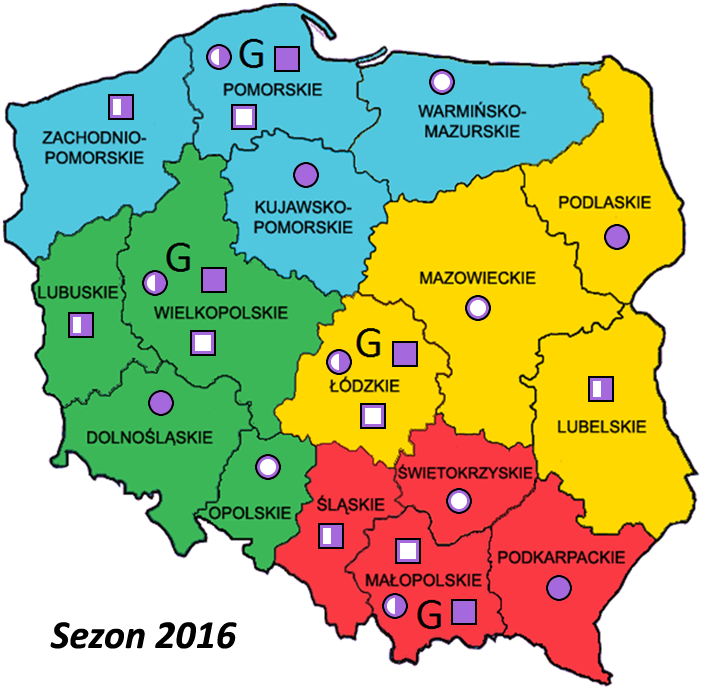 G
POMORSKIE
ZACHODNIO-
POMORSKIE
WARMIŃSKO-
MAZURSKIE
KUJAWSKO-
POMORSKIE
PODLASKIE
G
LUBUSKIE
WIELKOPOLSKIE
MAZOWIECKIE
G
ŁÓDZKIE
DOLNOŚLĄSKIE
LUBELSKIE
OPOLSKIE
ŚLĄSKIE
ŚWIĘTOKRZYSKIE
MAŁOPOLSKIE
G
PODKARPACKIE
Sezon 2016